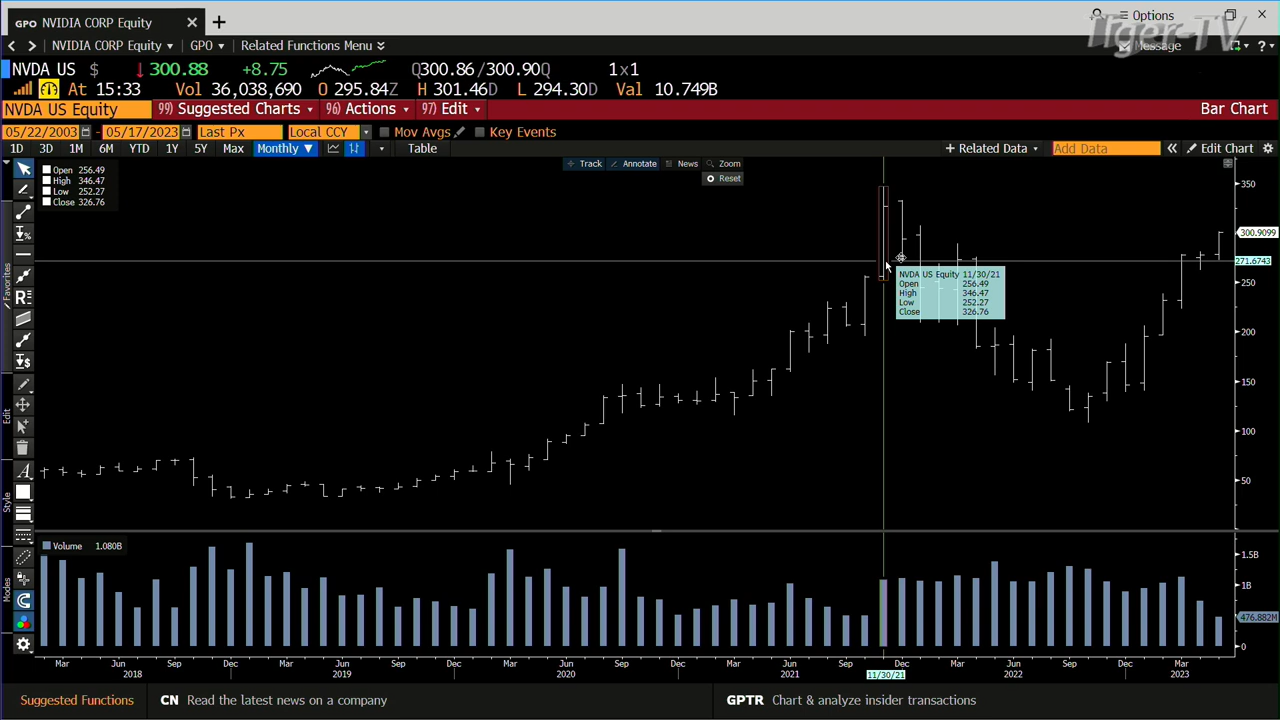 GPO NVIDIA CORP Equity × +
Options
Tiger-TV
NVIDIA CORP Equity GPO Related Functions Menu Message ?
NVDA US $ 300.88 +8.75 Q300.86/300.90Q 1x1
At 15:33 Vol 36,038,690 O 295.84Z H 301.46D L 294.30D Val 10.749B
NVDA US Equity 99) Suggested Charts 96) Actions 97) Edit Bar Chart
05/22/2003 - 05/17/2023 Last Px Local CCY Mov Avgs Key Events
1D 3D 1M 6M YTD 1Y 5Y Max Monthly ▼ Table + Related Data Add Data Edit Chart
Track Annotate News Zoom
Reset
Open 256.49
High 346.47
Low 252.27
Close 326.76
350
300.9099
271.6743
250
200
150
100
50
NVDA US Equity 11/30/21
Open 256.49
High 346.47
Low 252.27
Close 326.76
Favorites
Edit
Style
Modes
Volume 1.080B
1.5B
1B
476.882M
0
Mar Jun Sep Dec Mar Jun Sep Dec Mar Jun Sep Dec Mar Jun Sep 11/30/21 Dec Mar Jun Sep Dec Mar
2018 2019 2020 2021 2022 2023
Suggested Functions CN Read the latest news on a company GPTR Chart & analyze insider transactions